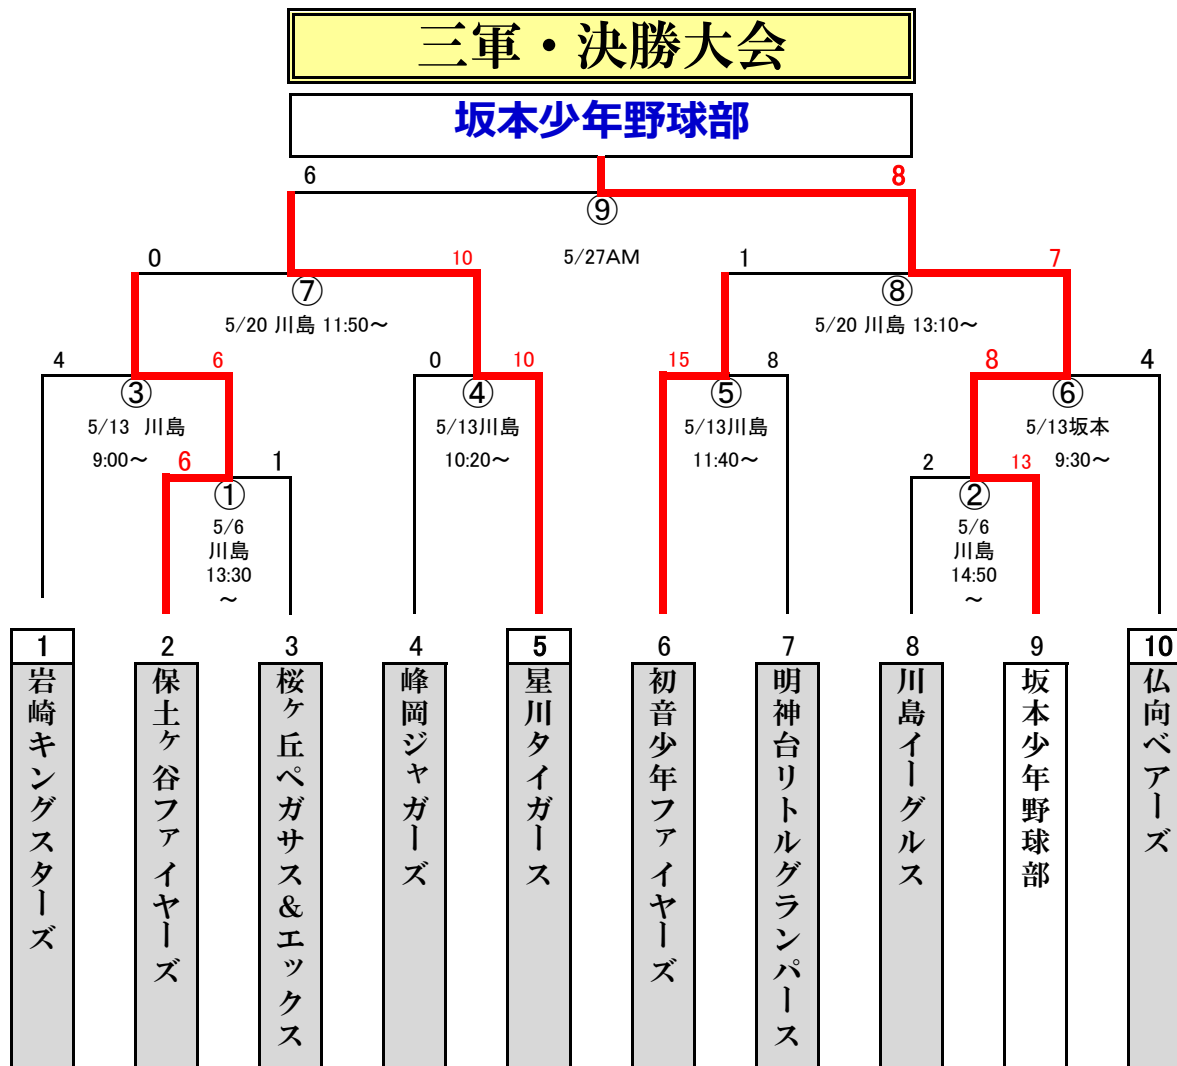 三軍・決勝大会
坂本少年野球部
6
8
⑨
5/27AM
0
10
1
7
⑦
⑧
5/20 川島 11:50～
5/20 川島 13:10～
4
6
0
10
15
8
8
4
③
④
⑤
⑥
5/13 川島
9:00～
5/13川島
10:20～
5/13川島
11:40～
5/13坂本
9:30～
6
1
2
13
①
②
5/6
川島
13:30
～
5/6
川島
14:50
～
1
2
3
4
5
6
7
8
9
10
岩崎キングスターズ
保土ヶ谷ファイヤーズ
桜ヶ丘ペガサス＆エックス
峰岡ジャガーズ
星川タイガース
初音少年ファイヤーズ
明神台リトルグランパース
川島イーグルス
坂本少年野球部
仏向ベアーズ